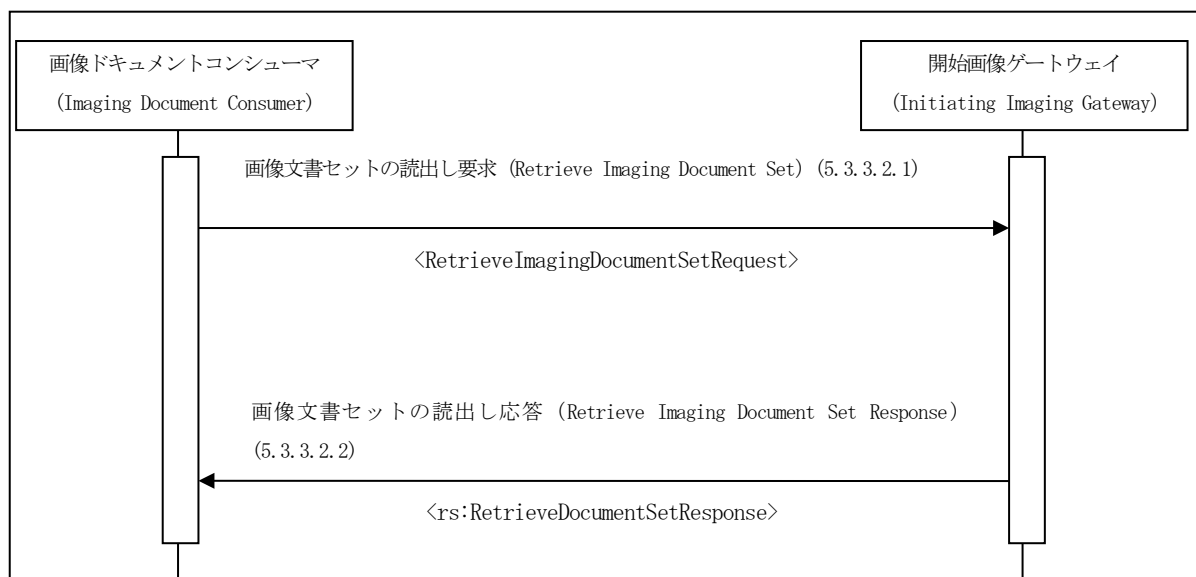 画像ドキュメントコンシューマ
(Imaging Document Consumer)
開始画像ゲートウェイ
(Initiating Imaging Gateway)
画像文書セットの読出し要求 (Retrieve Imaging Document Set) (5.3.3.2.1)
<RetrieveImagingDocumentSetRequest>
画像文書セットの読出し応答 (Retrieve Imaging Document Set Response)
(5.3.3.2.2)
<rs:RetrieveDocumentSetResponse>